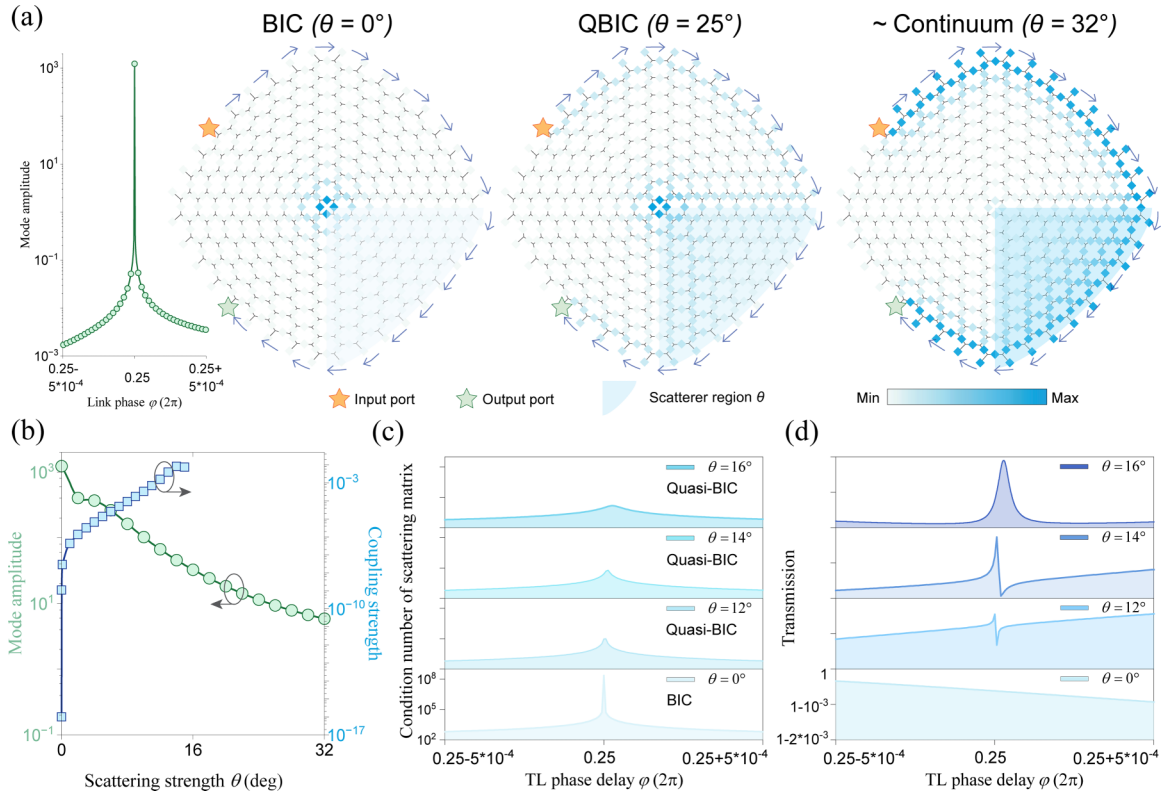 (a)
BIC (θ = 0°)
QBIC (θ = 25°)
~ Continuum (θ = 32°)
Mode amplitude
10³
10¹
10⁻¹
10⁻³
0.25-
5*10⁻⁴
0.25
0.25+
5*10⁻⁴
Link phase φ (2π)
Input port
Output port
Scatterer region θ
Min
Max
(b)
Mode amplitude
10³
10¹
10⁻¹
10⁻³
10⁻¹⁰
10⁻¹⁷
Coupling strength
0
16
32
Scattering strength θ (deg)
(c)
Condition number of scattering matrix
θ = 16°
Quasi-BIC
θ = 14°
Quasi-BIC
θ = 12°
Quasi-BIC
θ = 0°
BIC
10⁸
10⁵
10²
0.25-5*10⁻⁴
0.25
0.25+5*10⁻⁴
TL phase delay φ (2π)
(d)
Transmission
θ = 16°
θ = 14°
θ = 12°
θ = 0°
1
1-10⁻³
1-2*10⁻³
0.25-5*10⁻⁴
0.25
0.25+5*10⁻⁴
TL phase delay φ (2π)